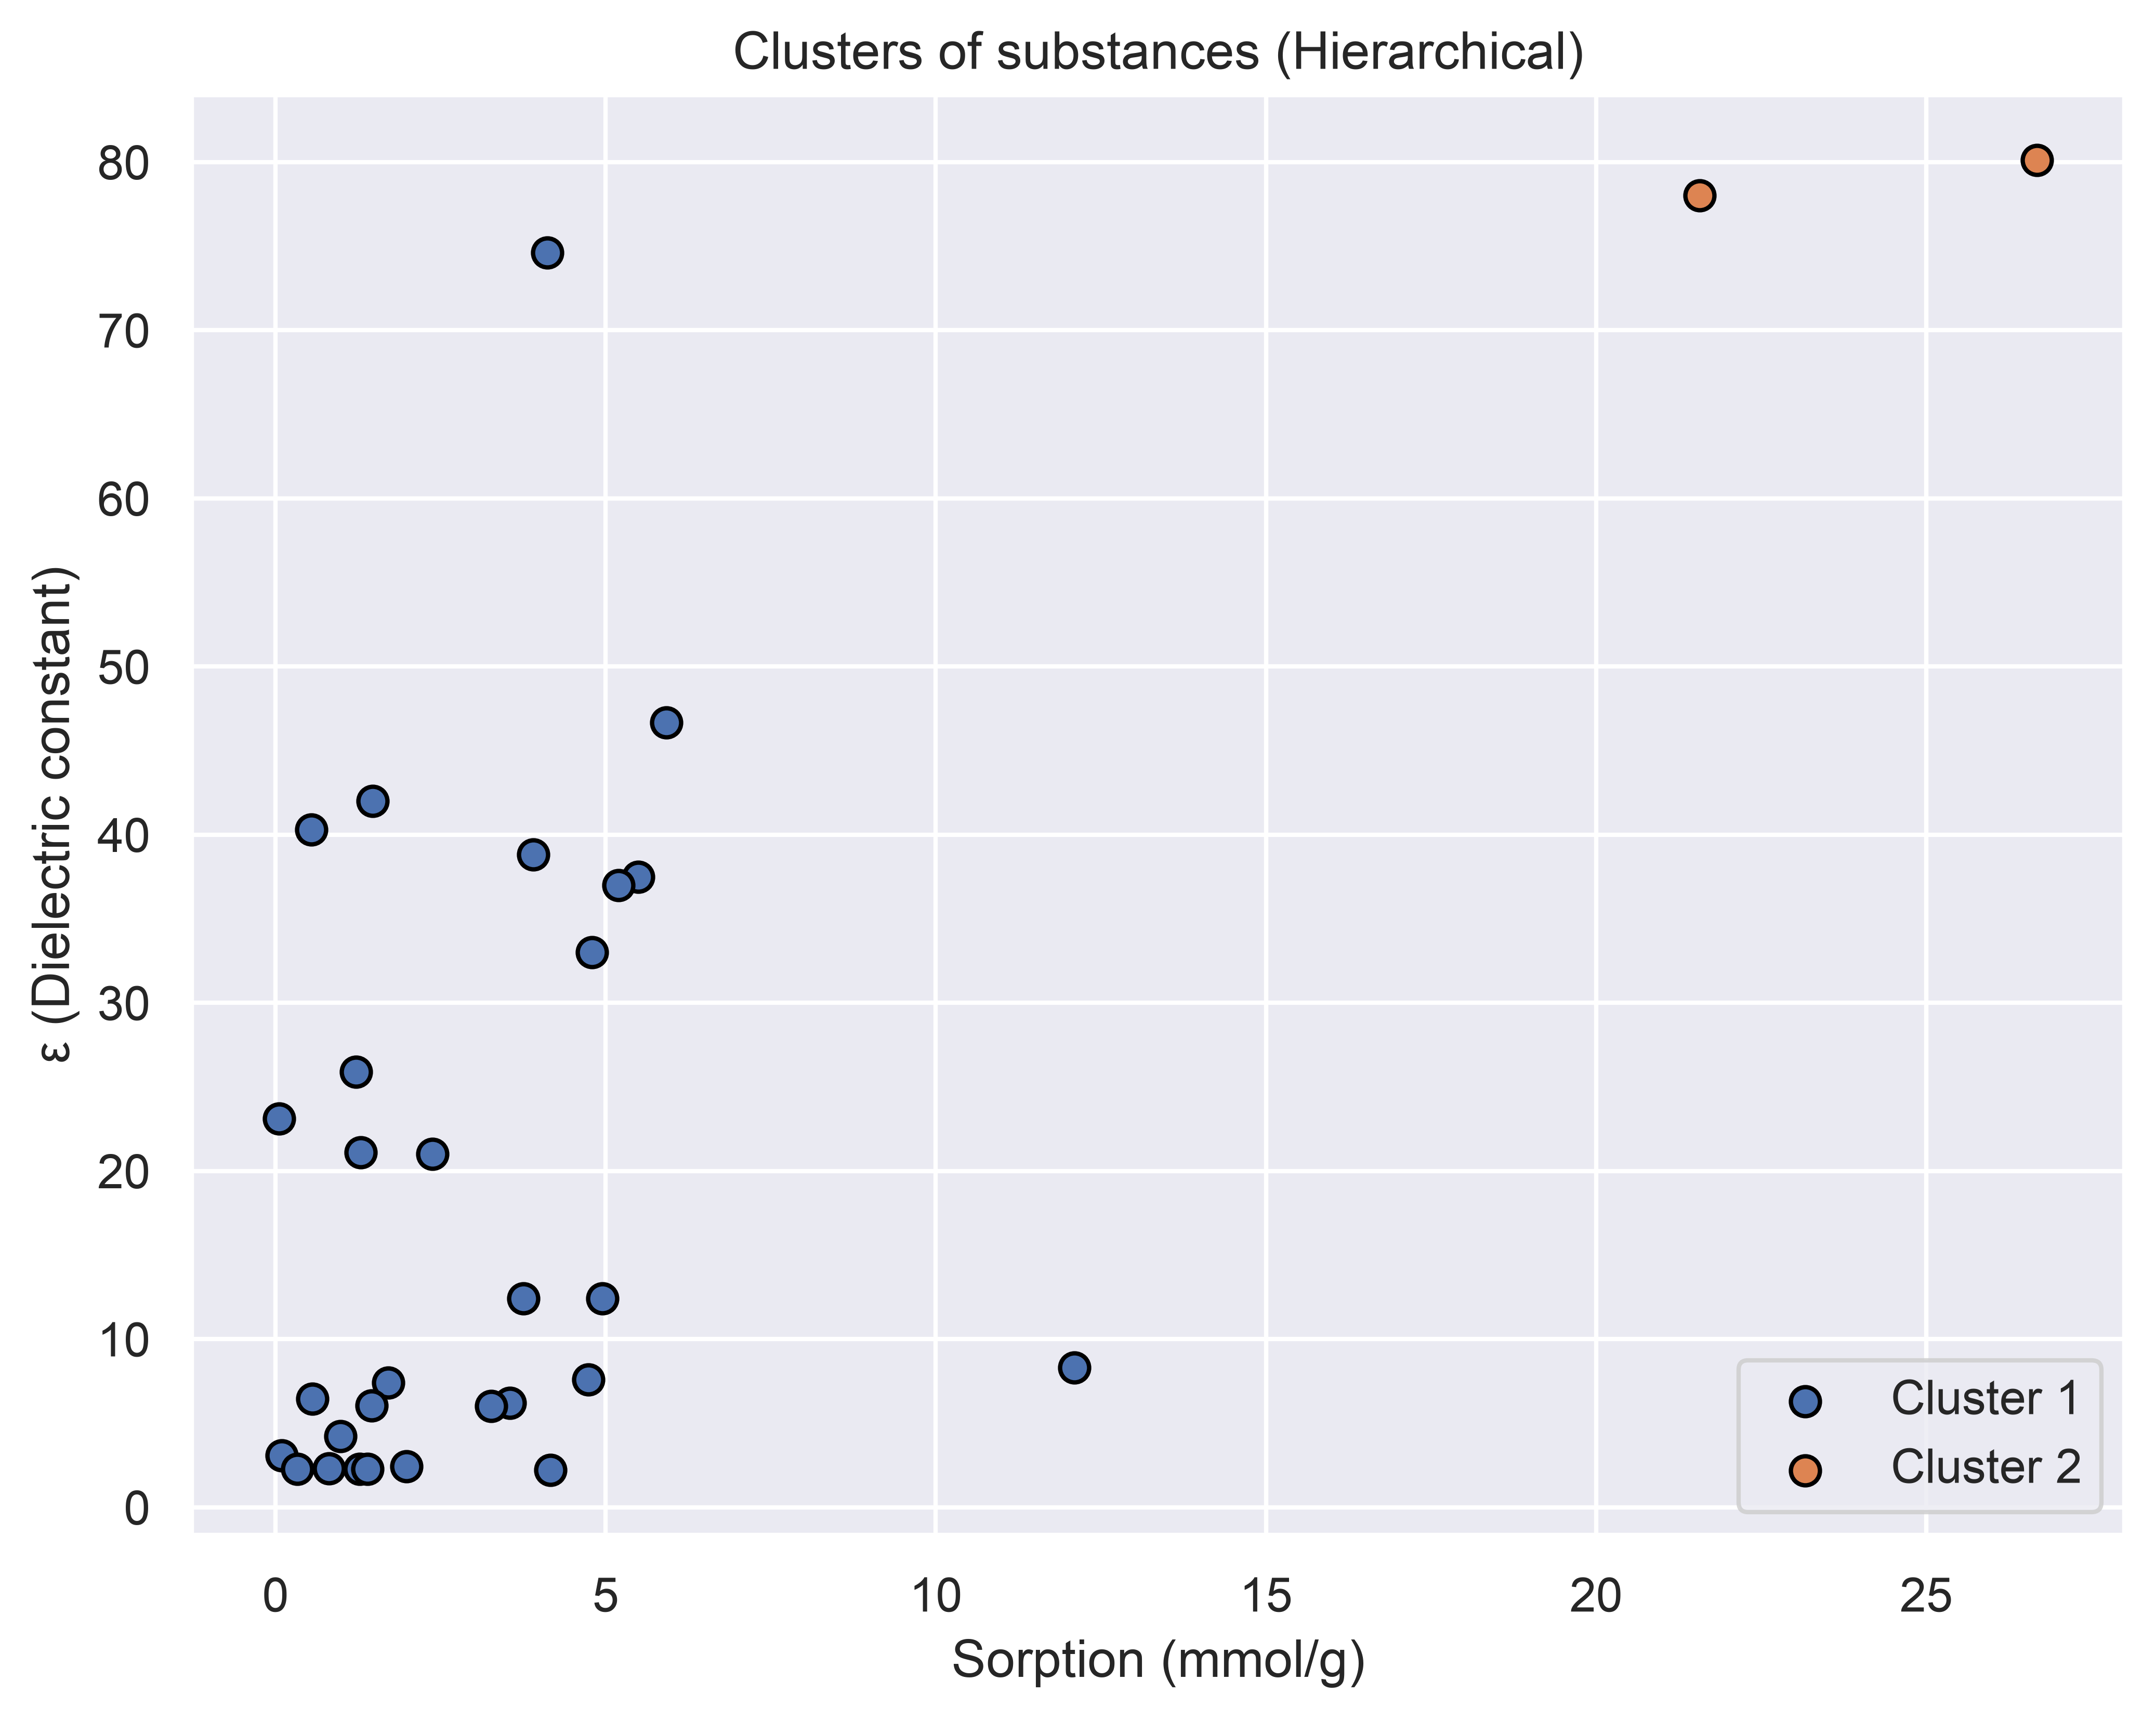 Clusters of substances (Hierarchical)
ε (Dielectric constant)
80
70
60
50
40
30
20
10
0
Cluster 1
Cluster 2
0 5 10 15 20 25
Sorption (mmol/g)